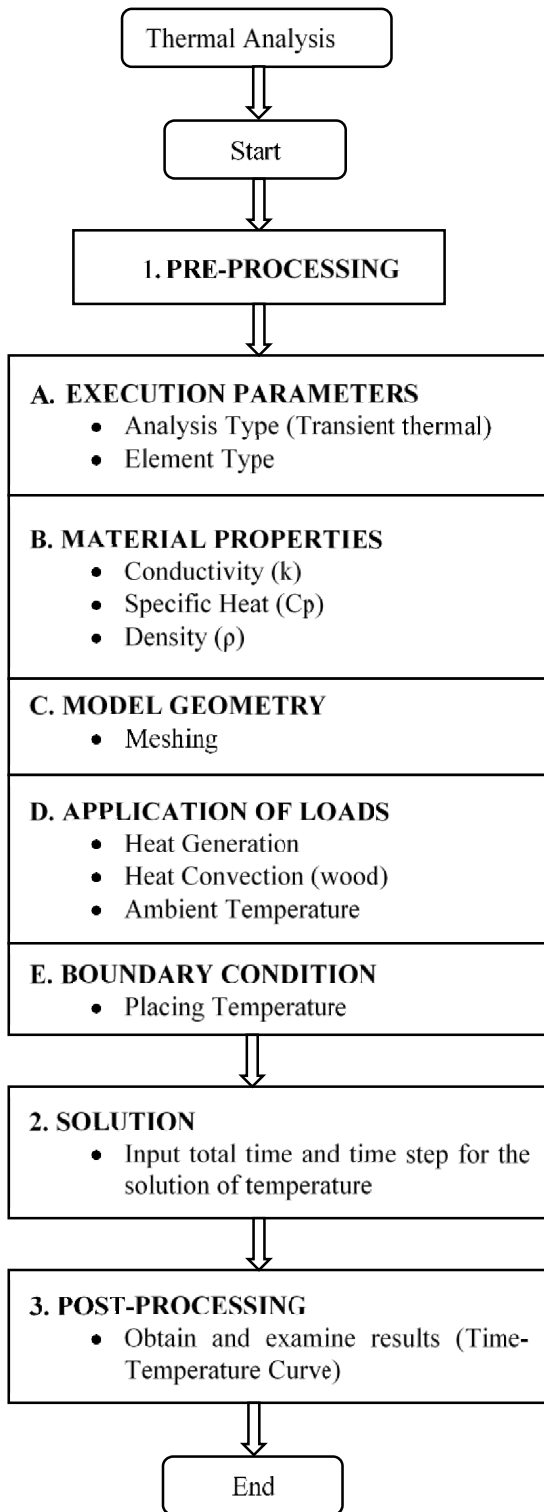 Thermal Analysis
Start
1. PRE-PROCESSING
A. EXECUTION PARAMETERS
• Analysis Type (Transient thermal)
• Element Type
B. MATERIAL PROPERTIES
• Conductivity (k)
• Specific Heat (Cp)
• Density (ρ)
C. MODEL GEOMETRY
• Meshing
D. APPLICATION OF LOADS
• Heat Generation
• Heat Convection (wood)
• Ambient Temperature
E. BOUNDARY CONDITION
• Placing Temperature
2. SOLUTION
• Input total time and time step for the
solution of temperature
3. POST-PROCESSING
• Obtain and examine results (Time-
Temperature Curve)
End